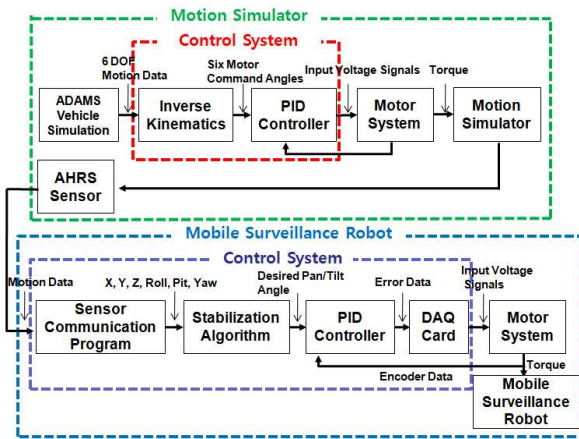 Motion Simulator
Control System
6 DOF
Motion Data
Six Motor
Command Angles
Input Voltage Signals
Torque
ADAMS
Vehicle
Simulation
Inverse
Kinematics
PID
Controller
Motor
System
Motion
Simulator
AHRS
Sensor
Mobile Surveillance Robot
Control System
Motion Data
X, Y, Z, Roll, Pit, Yaw
Desired Pan/Tilt
Angle
Error Data
Input Voltage
Signals
Sensor
Communication
Program
Stabilization
Algorithm
PID
Controller
DAQ
Card
Motor
System
Encoder Data
Torque
Mobile
Surveillance
Robot